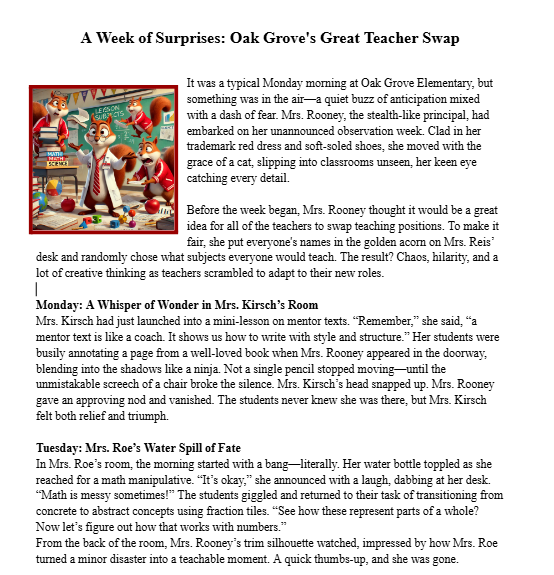 A Week of Surprises: Oak Grove's Great Teacher Swap
LESSON
SUBJECTS
MATH
MATH
SCIENCE
It was a typical Monday morning at Oak Grove Elementary, but
something was in the air—a quiet buzz of anticipation mixed
with a dash of fear. Mrs. Rooney, the stealth-like principal, had
embarked on her unannounced observation week. Clad in her
trademark red dress and soft-soled shoes, she moved with the
grace of a cat, slipping into classrooms unseen, her keen eye
catching every detail.
Before the week began, Mrs. Rooney thought it would be a great
idea for all of the teachers to swap teaching positions. To make it
fair, she put everyone's names in the golden acorn on Mrs. Reis’
desk and randomly chose what subjects everyone would teach. The result? Chaos, hilarity, and a
lot of creative thinking as teachers scrambled to adapt to their new roles.
Monday: A Whisper of Wonder in Mrs. Kirsch’s Room
Mrs. Kirsch had just launched into a mini-lesson on mentor texts. “Remember,” she said, “a
mentor text is like a coach. It shows us how to write with style and structure.” Her students were
busily annotating a page from a well-loved book when Mrs. Rooney appeared in the doorway,
blending into the shadows like a ninja. Not a single pencil stopped moving—until the
unmistakable screech of a chair broke the silence. Mrs. Kirsch’s head snapped up. Mrs. Rooney
gave an approving nod and vanished. The students never knew she was there, but Mrs. Kirsch
felt both relief and triumph.
Tuesday: Mrs. Roe’s Water Spill of Fate
In Mrs. Roe’s room, the morning started with a bang—literally. Her water bottle toppled as she
reached for a math manipulative. “It’s okay,” she announced with a laugh, dabbing at her desk.
“Math is messy sometimes!” The students giggled and returned to their task of transitioning from
concrete to abstract concepts using fraction tiles. “See how these represent parts of a whole?
Now let’s figure out how that works with numbers.”
From the back of the room, Mrs. Rooney’s trim silhouette watched, impressed by how Mrs. Roe
turned a minor disaster into a teachable moment. A quick thumbs-up, and she was gone.